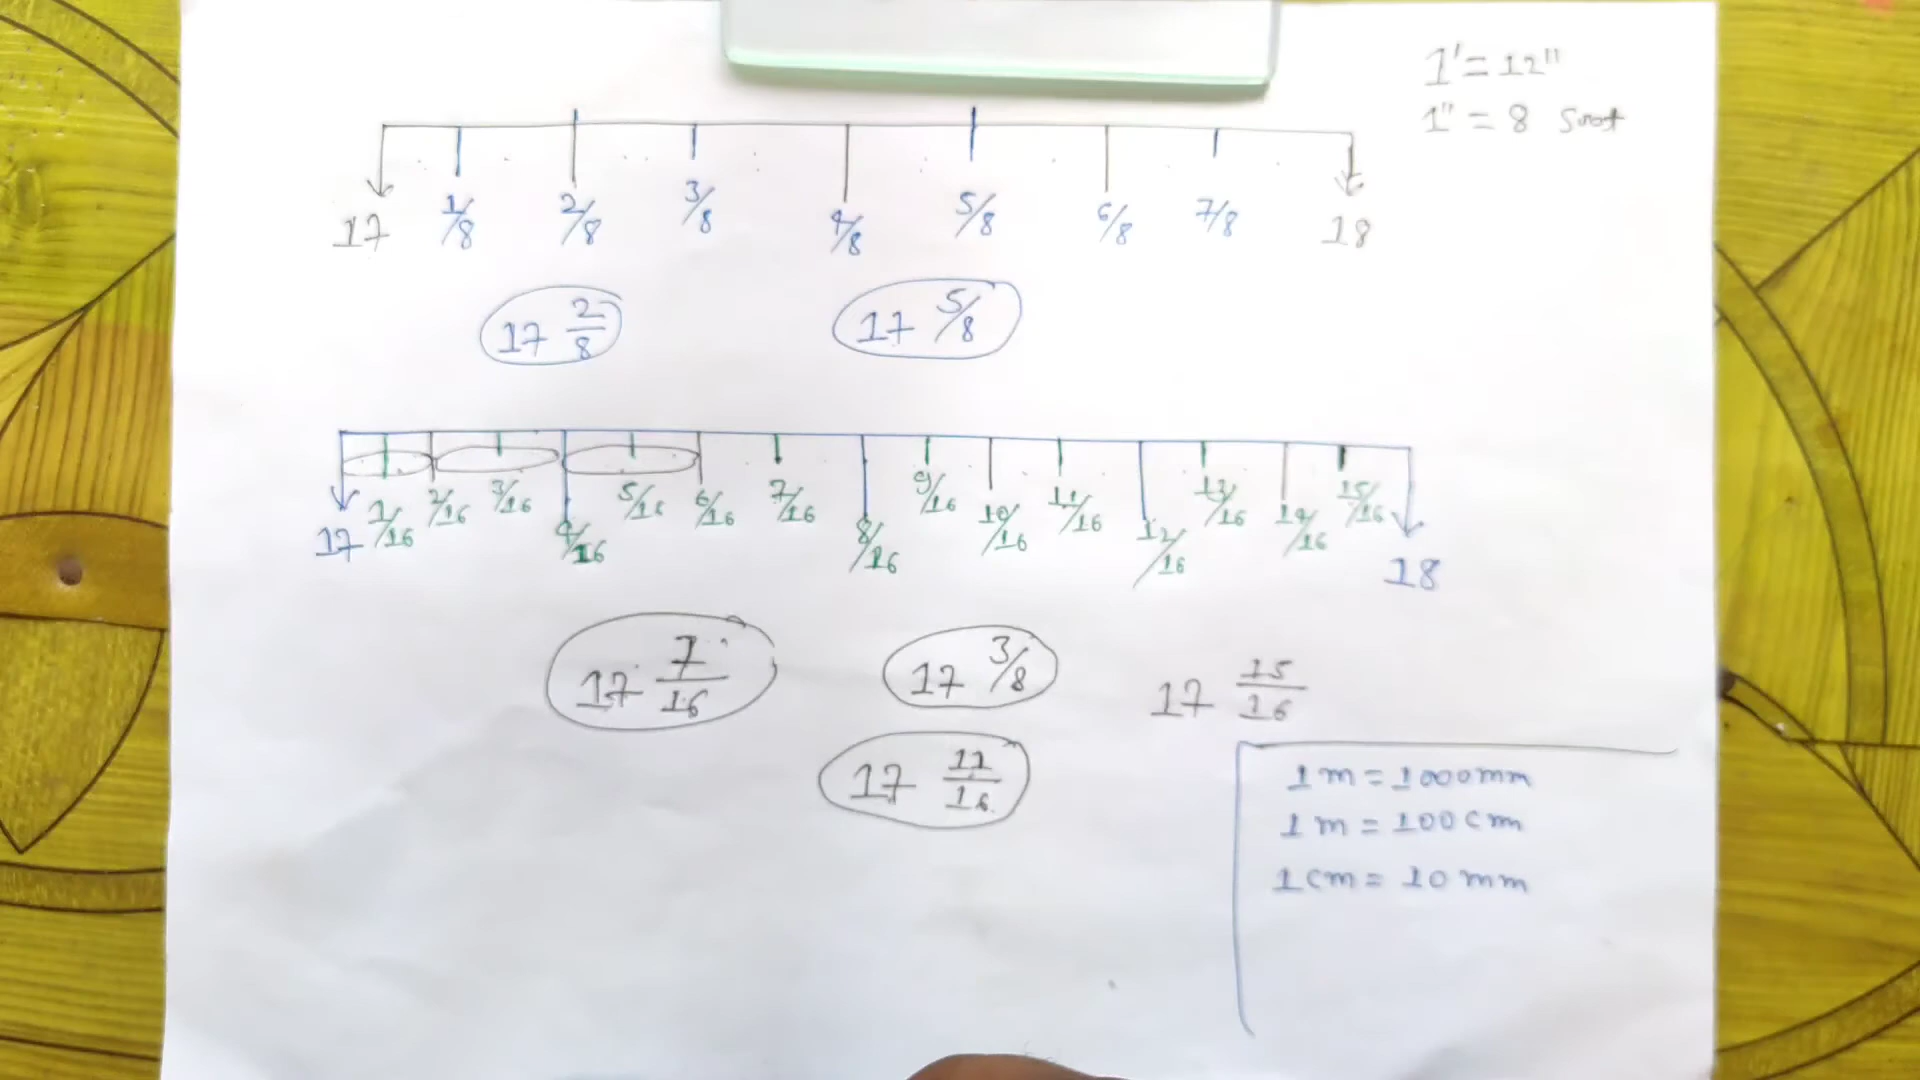 1' = 12"
1" = 8 Soot
17 1/8 2/8 3/8 4/8 5/8 6/8 7/8 18
17 2/8 17 5/8
17 1/16 2/16 3/16 4/16 5/16 6/16 7/16 8/16 9/16 10/16 11/16 12/16 13/16 14/16 15/16 18
17 7/16 17 3/8 17 15/16
17 11/16
1 m = 1000 mm
1 m = 100 cm
1 cm = 10 mm